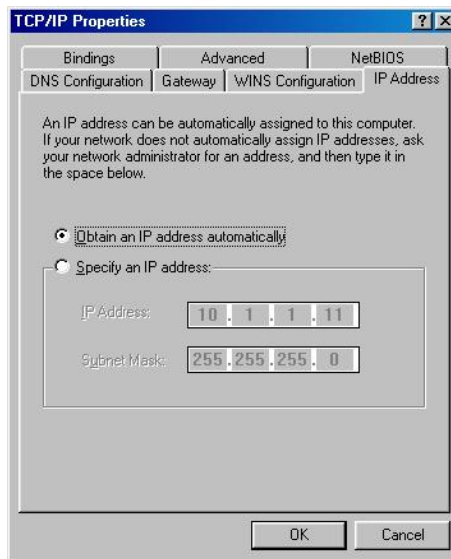 TCP/IP Properties
Bindings Advanced NetBIOS
DNS Configuration Gateway WINS Configuration IP Address
An IP address can be automatically assigned to this computer.
If your network does not automatically assign IP addresses, ask
your network administrator for an address, and then type it in
the space below.
Obtain an IP address automatically
Specify an IP address:
IP Address: 10 . 1 . 1 . 11
Subnet Mask: 255 . 255 . 255 . 0
OK Cancel